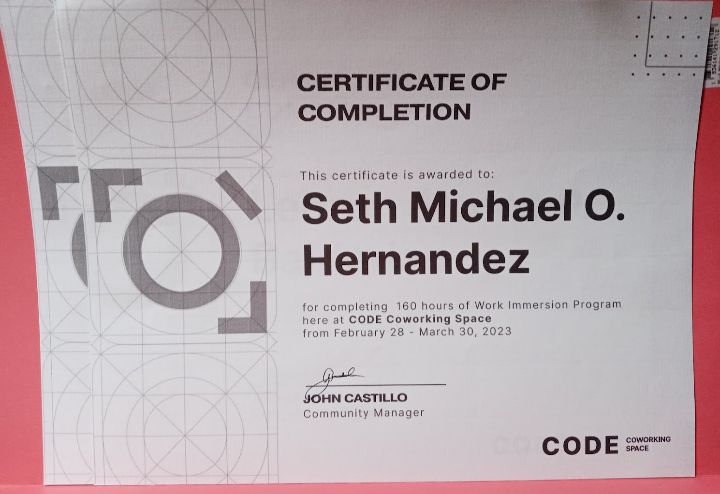 CERTIFICATE OF
COMPLETION
This certificate is awarded to:
Seth Michael O.
Hernandez
for completing 160 hours of Work Immersion Program
here at CODE Coworking Space
from February 28 - March 30, 2023
JOHN CASTILLO
Community Manager
CODE COWORKING
SPACE